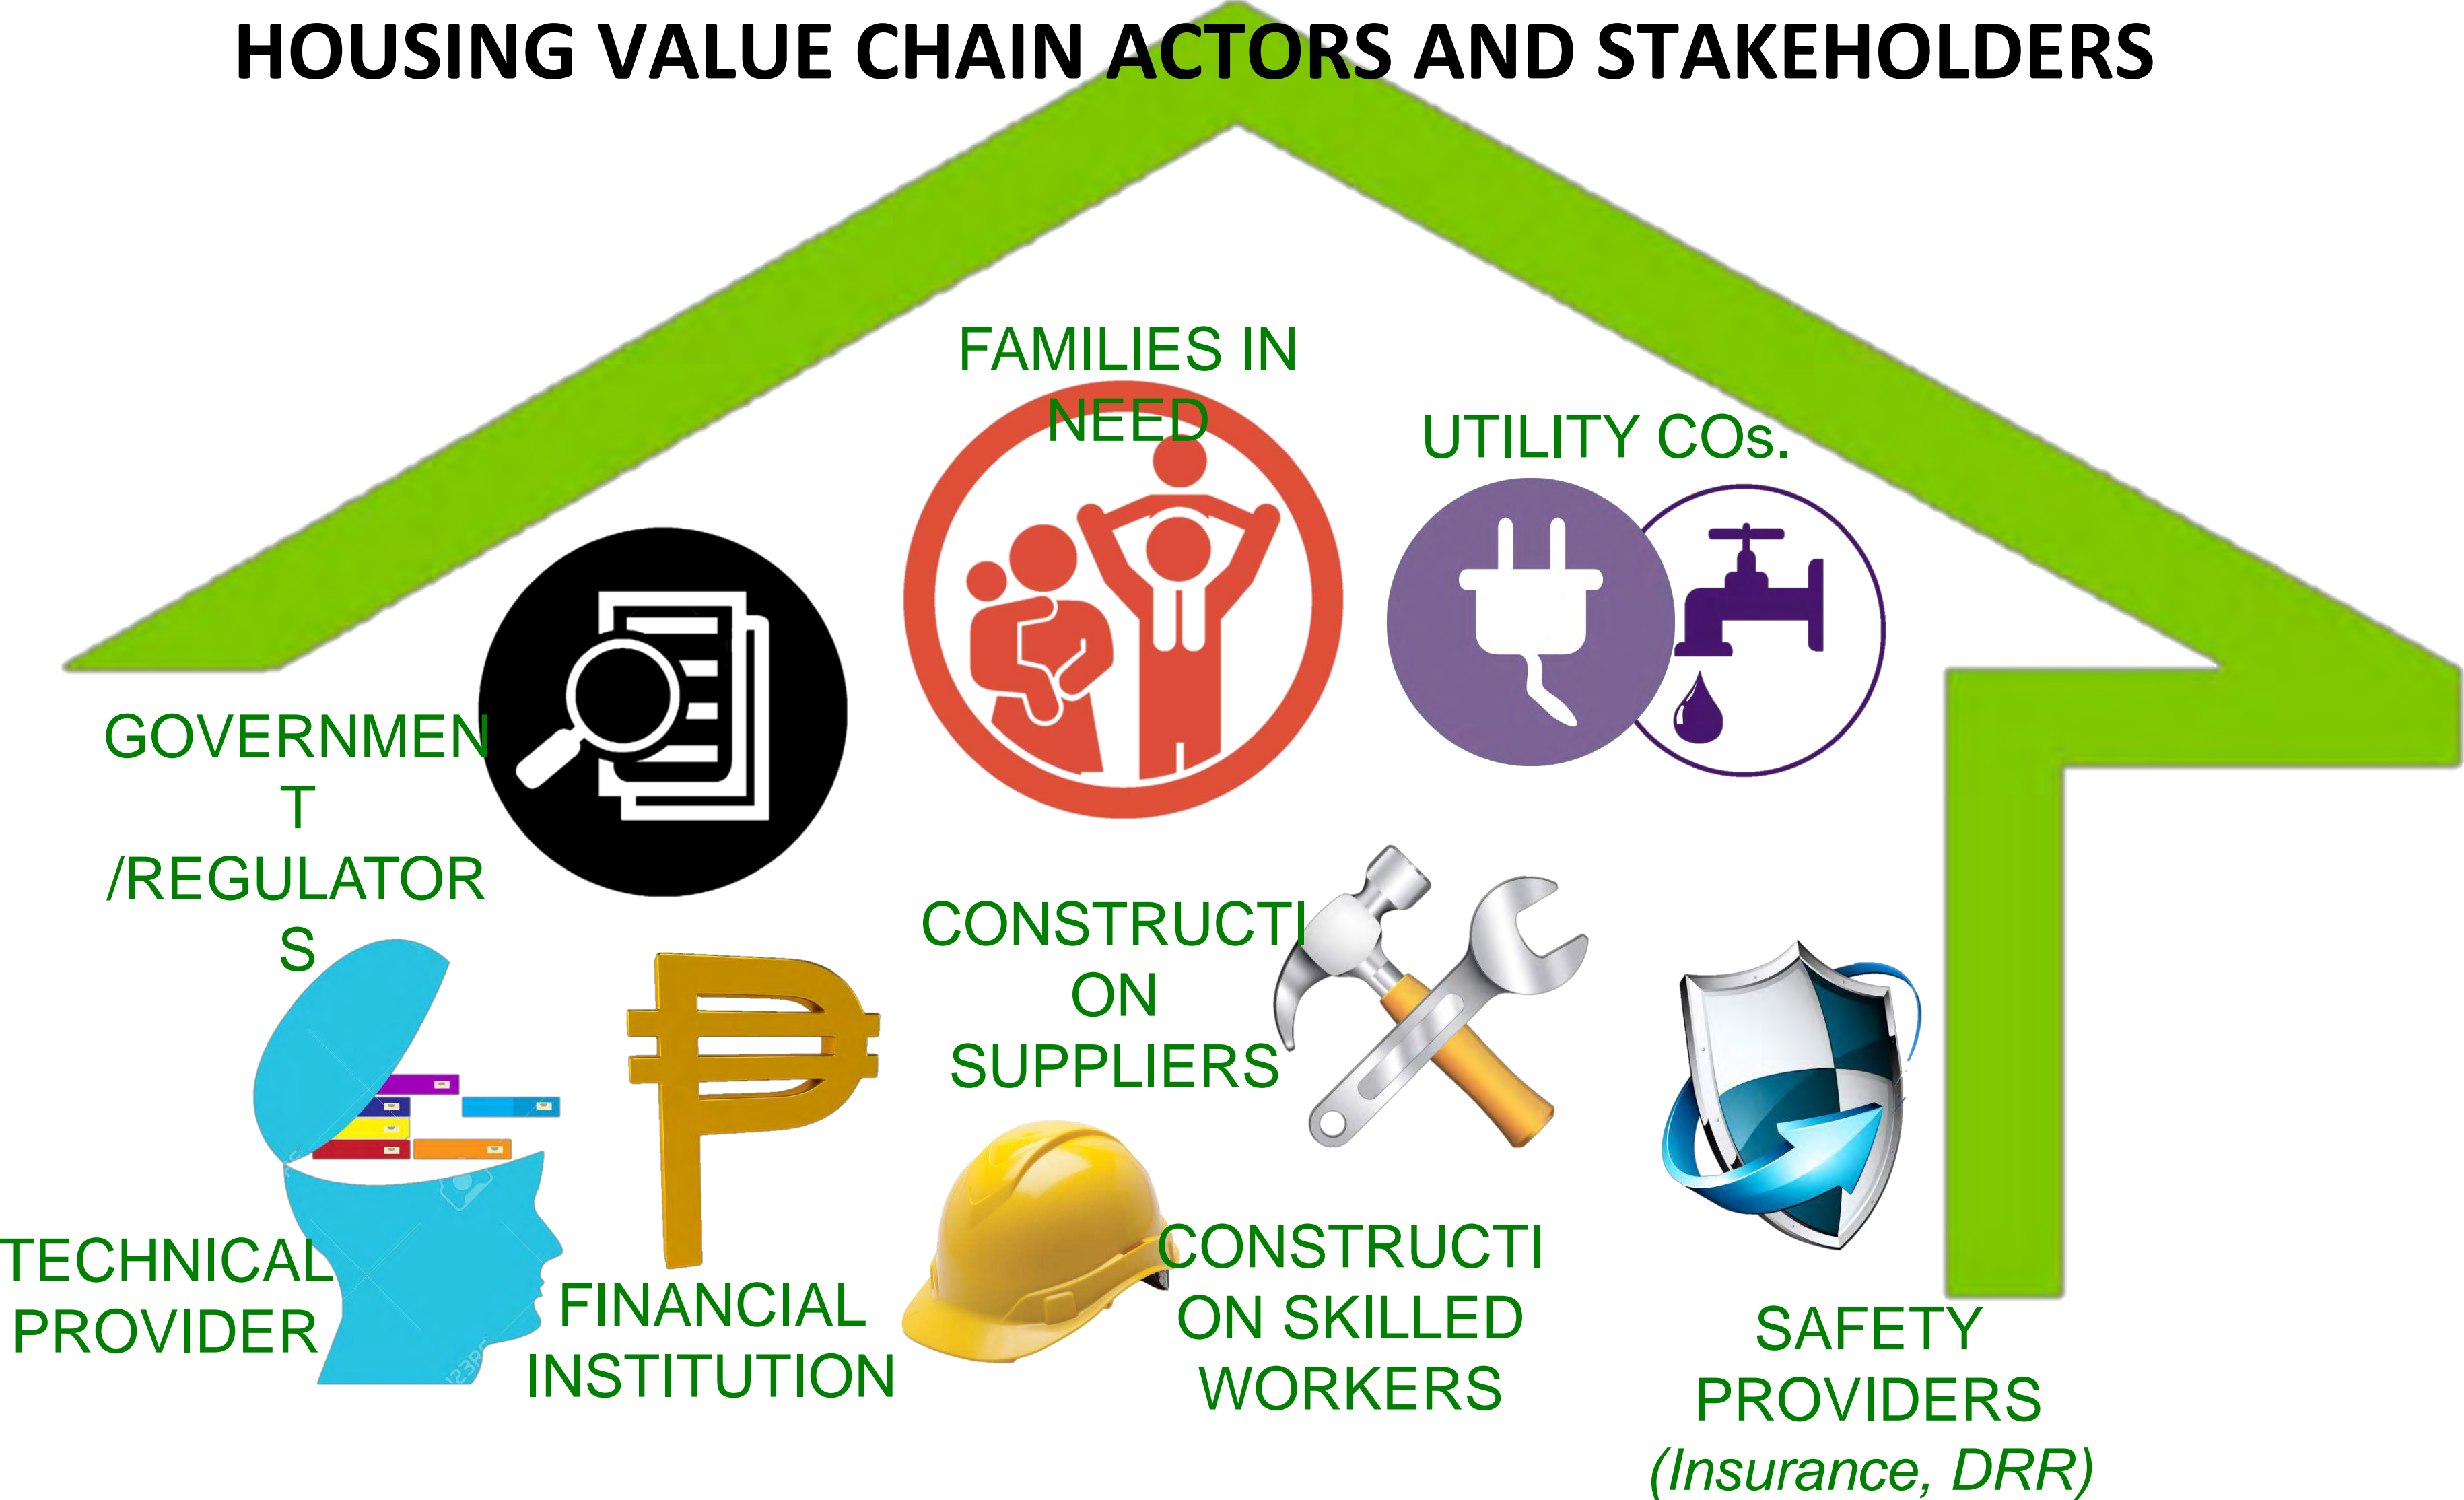 HOUSING VALUE CHAIN ACTORS AND STAKEHOLDERS
FAMILIES IN
NEED
UTILITY COs.
GOVERNMEN
T
/REGULATOR
S
CONSTRUCTI
ON
SUPPLIERS
TECHNICAL
PROVIDER
FINANCIAL
INSTITUTION
CONSTRUCTI
ON SKILLED
WORKERS
SAFETY
PROVIDERS
(Insurance, DRR)